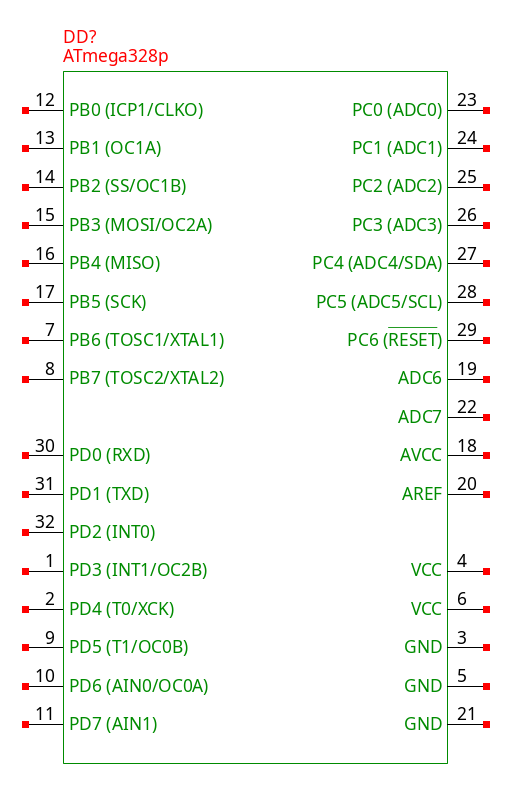 DD?
ATmega328p
12 PB0 (ICP1/CLKO) PC0 (ADC0) 23
13 PB1 (OC1A) PC1 (ADC1) 24
14 PB2 (SS/OC1B) PC2 (ADC2) 25
15 PB3 (MOSI/OC2A) PC3 (ADC3) 26
16 PB4 (MISO) PC4 (ADC4/SDA) 27
17 PB5 (SCK) PC5 (ADC5/SCL) 28
7 PB6 (TOSC1/XTAL1) PC6 (RESET) 29
8 PB7 (TOSC2/XTAL2) ADC6 19
ADC7 22
30 PD0 (RXD) AVCC 18
31 PD1 (TXD) AREF 20
32 PD2 (INT0)
1 PD3 (INT1/OC2B) VCC 4
2 PD4 (T0/XCK) VCC 6
9 PD5 (T1/OC0B) GND 3
10 PD6 (AIN0/OC0A) GND 5
11 PD7 (AIN1) GND 21